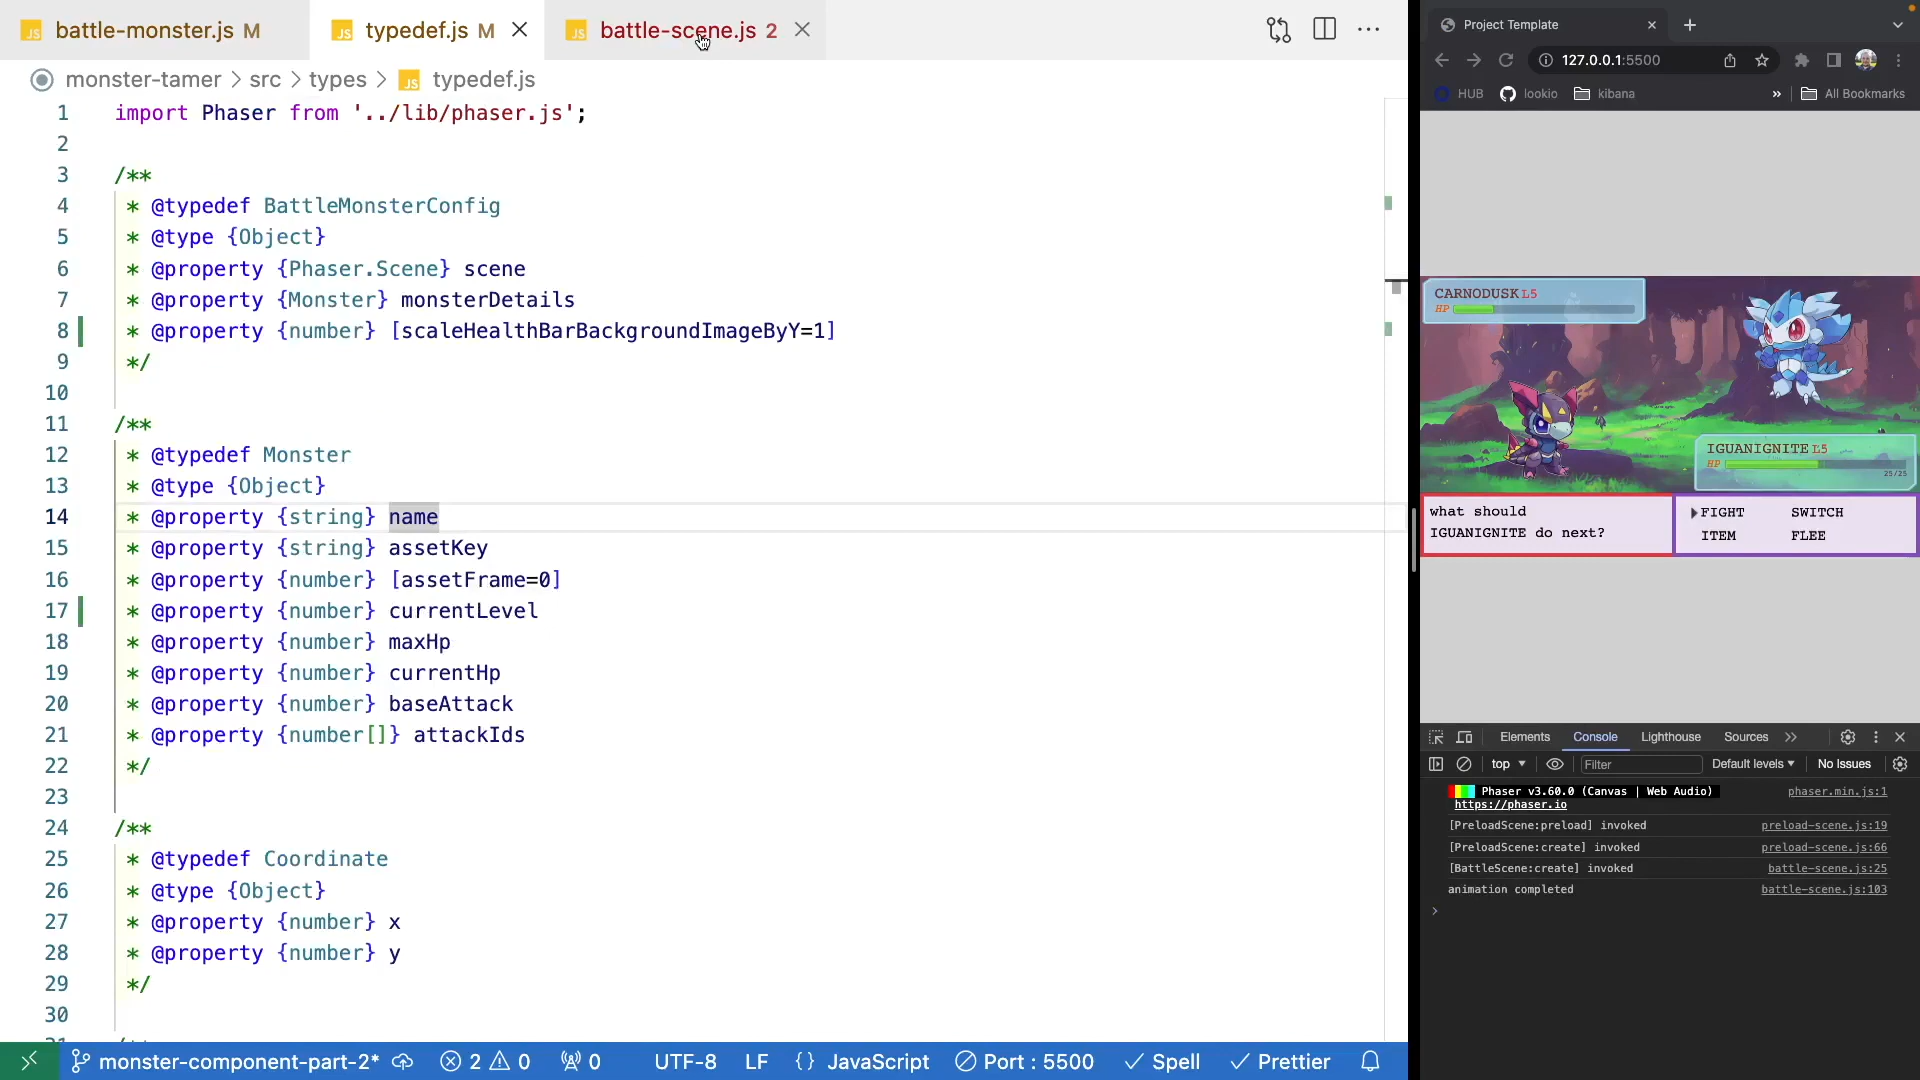 battle-monster.js M
typedef.js M
battle-scene.js 2
monster-tamer > src > types > typedef.js
1 import Phaser from '../lib/phaser.js';
2
3 /**
4 * @typedef BattleMonsterConfig
5 * @type {Object}
6 * @property {Phaser.Scene} scene
7 * @property {Monster} monsterDetails
8 * @property {number} [scaleHealthBarBackgroundImageByY=1]
9 */
10
11 /**
12 * @typedef Monster
13 * @type {Object}
14 * @property {string} name
15 * @property {string} assetKey
16 * @property {number} [assetFrame=0]
17 * @property {number} currentLevel
18 * @property {number} maxHp
19 * @property {number} currentHp
20 * @property {number} baseAttack
21 * @property {number[]} attackIds
22 */
23
24 /**
25 * @typedef Coordinate
26 * @type {Object}
27 * @property {number} x
28 * @property {number} y
29 */
30
monster-component-part-2* 2 0 0 UTF-8 LF {} JavaScript Port : 5500 Spell Prettier
Project Template
127.0.0.1:5500
HUB lookio kibana » All Bookmarks
CARNODUSK L5
HP
IGUANIGNITE L5
HP
25/25
what should
IGUANIGNITE do next?
FIGHT SWITCH
ITEM FLEE
Elements Console Lighthouse Sources
top Filter Default levels No Issues
Phaser v3.60.0 (Canvas | Web Audio) phaser.min.js:1
https://phaser.io
[PreloadScene:preload] invoked preload-scene.js:19
[PreloadScene:create] invoked preload-scene.js:66
[BattleScene:create] invoked battle-scene.js:25
animation completed battle-scene.js:103